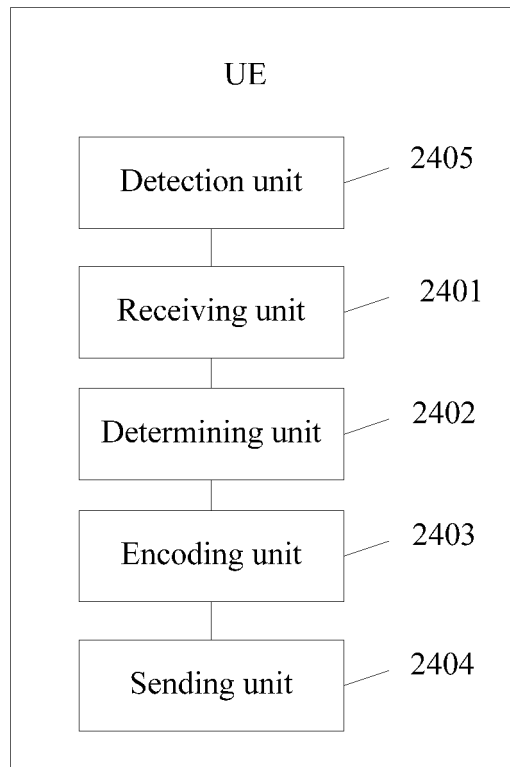 UE
Detection unit 2405
Receiving unit 2401
Determining unit 2402
Encoding unit 2403
Sending unit 2404